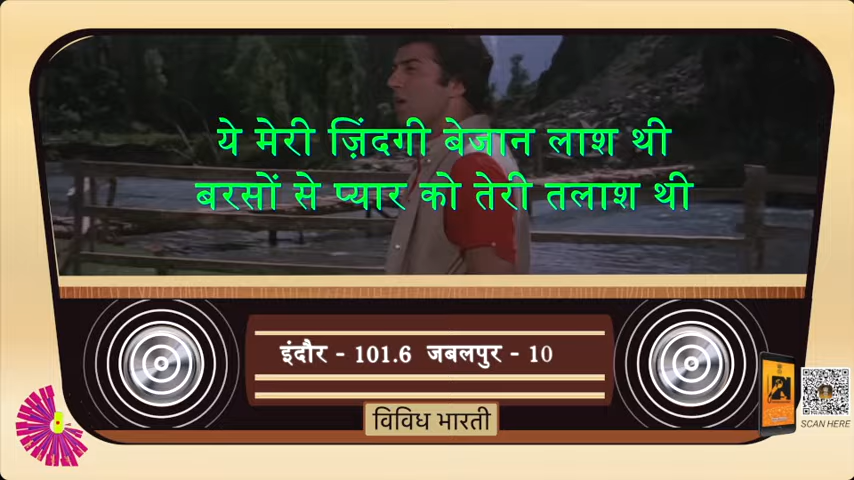 ये मेरी ज़िंदगी बेजान लाश थी
बरसों से प्यार को तेरी तलाश थी
इंदौर - 101.6 जबलपुर - 10
विविध भारती
SCAN HERE